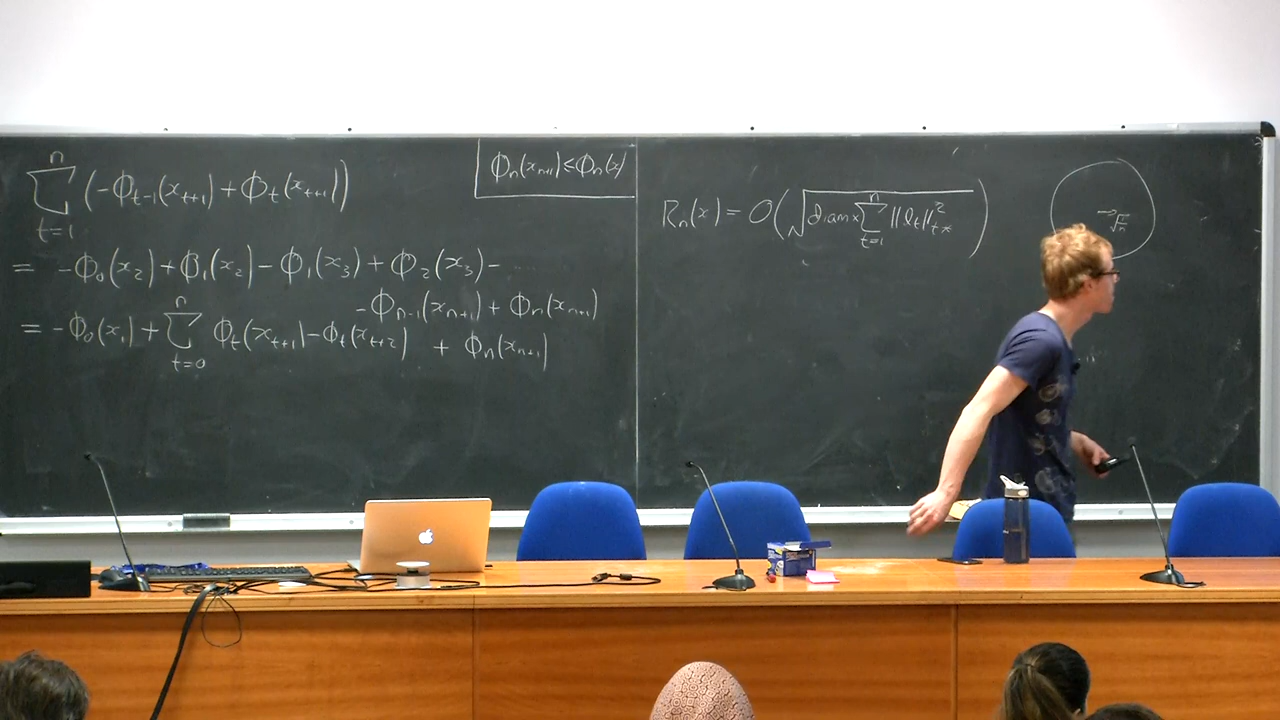 n
∑ (-ϕ_{t-1}(x_{t+1}) + ϕ_t(x_{t+1}))
t=1
= -ϕ_0(x_2) + ϕ_1(x_2) - ϕ_1(x_3) + ϕ_2(x_3) - ....
-ϕ_{n-1}(x_{n+1}) + ϕ_n(x_{n+1})
n
= -ϕ_0(x_1) + ∑ ϕ_t(x_{t+1}) - ϕ_t(x_{t+2}) + ϕ_n(x_{n+1})
t=0
ϕ_n(x_{n+1}) ≤ ϕ_n(x)
R_n(x) = O(√(diam_x ∑_{t=1}^{n} ||l_t||²_{t*}))
→ 1/√n